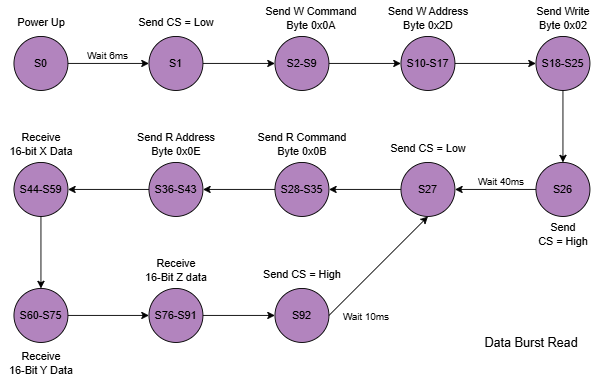 Power Up
S0
Wait 6ms
Send CS = Low
S1
Send W Command
Byte 0x0A
S2-S9
Send W Address
Byte 0x2D
S10-S17
Send Write
Byte 0x02
S18-S25
S26
Send
CS = High
Wait 40ms
Send CS = Low
S27
Send R Command
Byte 0x0B
S28-S35
Send R Address
Byte 0x0E
S36-S43
Receive
16-bit X Data
S44-S59
S60-S75
Receive
16-Bit Y Data
Receive
16-Bit Z data
S76-S91
Send CS = High
S92
Wait 10ms
Data Burst Read